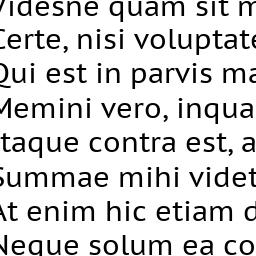 Videsne quam sit m
Certe, nisi voluptate
Qui est in parvis ma
Memini vero, inqua
Itaque contra est, a
Summae mihi videt
At enim hic etiam d
Neque solum ea co